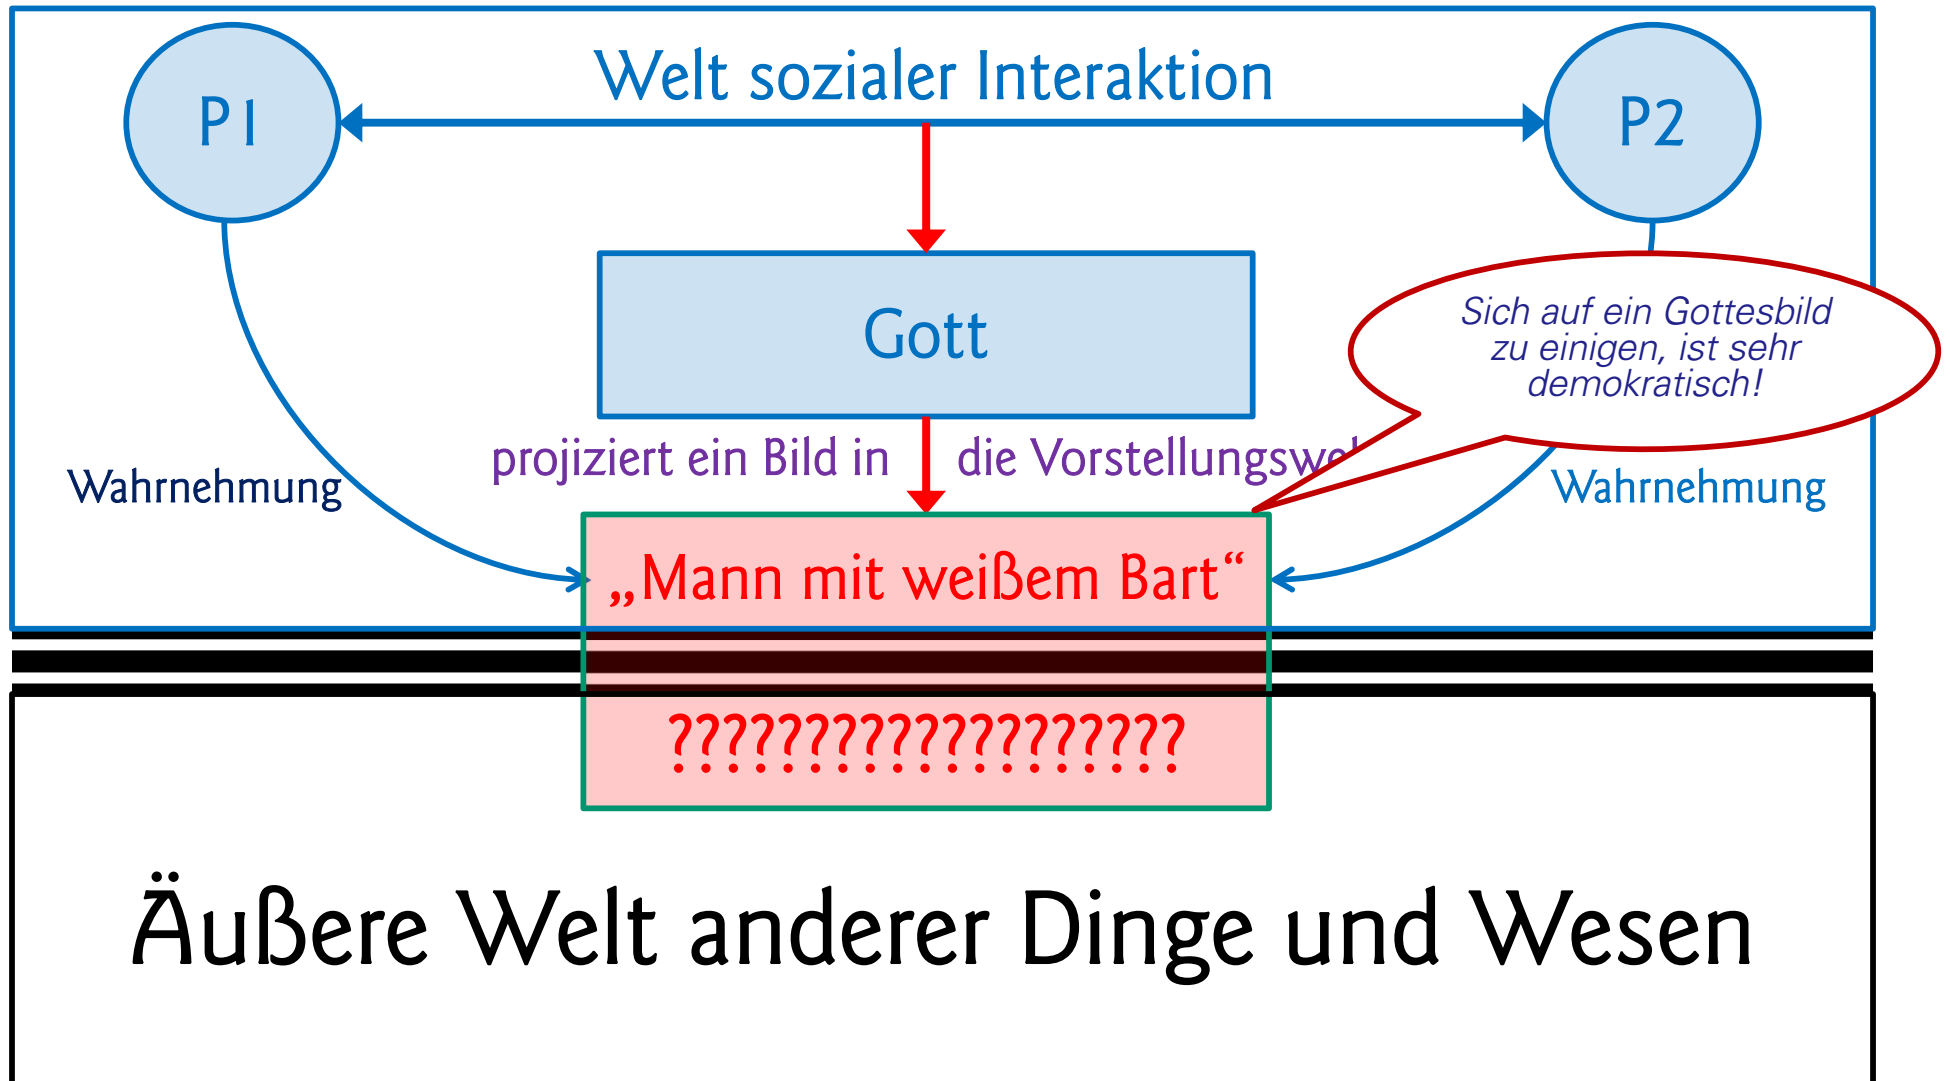 Welt sozialer Interaktion
P1
P2
Gott
Sich auf ein Gottesbild
zu einigen, ist sehr
demokratisch!
projiziert ein Bild in die
Wahrnehmung
Wahrnehmung
„Mann mit weißem Bart“
???????????????????
Äußere Welt anderer Dinge und Wesen